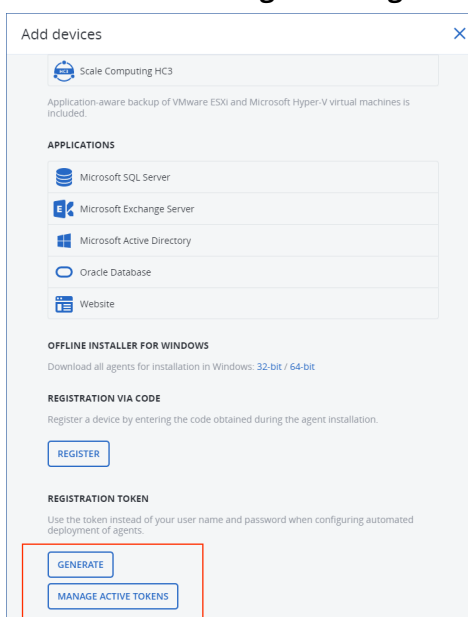 Add devices
Scale Computing HC3
Application-aware backup of VMware ESXi and Microsoft Hyper-V virtual machines is
included.
APPLICATIONS
Microsoft SQL Server
Microsoft Exchange Server
Microsoft Active Directory
Oracle Database
Website
OFFLINE INSTALLER FOR WINDOWS
Download all agents for installation in Windows: 32-bit / 64-bit
REGISTRATION VIA CODE
Register a device by entering the code obtained during the agent installation.
REGISTER
REGISTRATION TOKEN
Use the token instead of your user name and password when configuring automated
deployment of agents.
GENERATE
MANAGE ACTIVE TOKENS